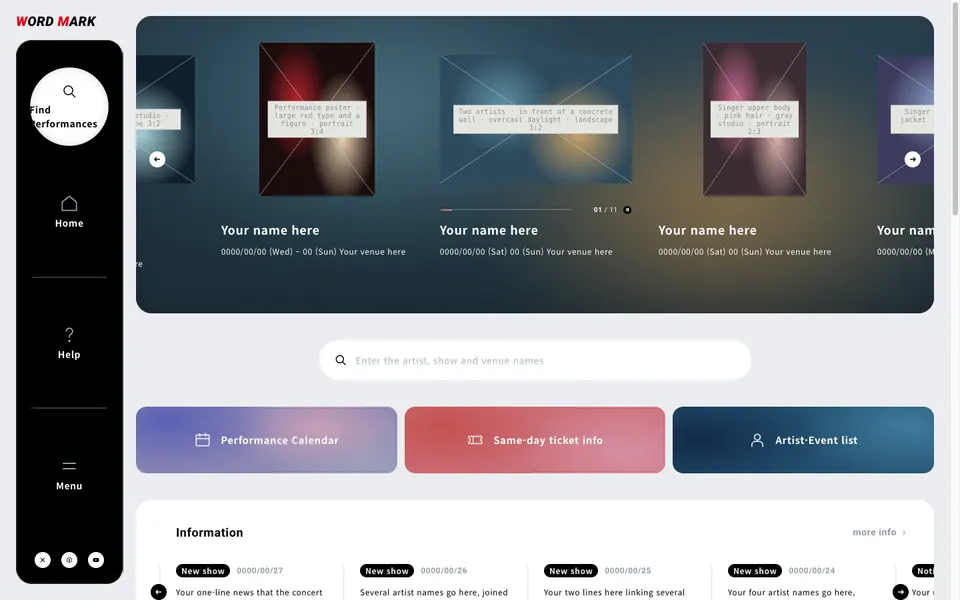 WORD MARK
Find
Performances
Home
Help
Menu
studio ·
pe 3:2
re
Performance poster ·
large red type and a
figure · portrait
3:4
Your name here
0000/00/00 (Wed) – 00 (Sun) Your venue here
Two artists · in front of a concrete
wall · overcast daylight · landscape
3:2
01 / 11
Your name here
0000/00/00 (Sat) 00 (Sun) Your venue here
Singer upper body
· pink hair · gray
studio · portrait
2:3
Your name here
0000/00/00 (Sat) 00 (Sun) Your venue here
Singer
jacket ·
Your nam
0000/00/00 (M
Enter the artist, show and venue names
Performance Calendar
Same-day ticket info
Artist·Event list
Information
more info
New show 0000/00/27
Your one-line news that the concert
New show 0000/00/26
Several artist names go here, joined
New show 0000/00/25
Your two lines here linking several
New show 0000/00/24
Your four artist names go here,
Noti
Your